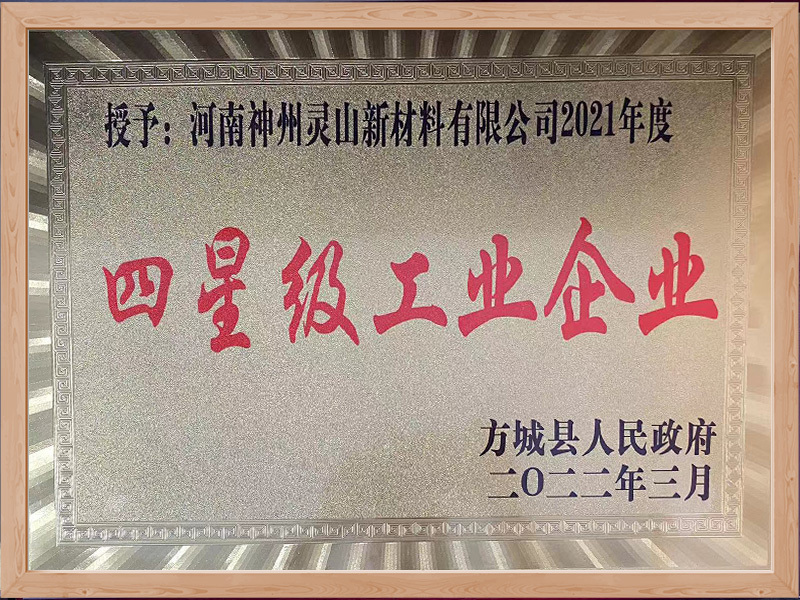 授予：河南神州灵山新材料有限公司2021年度
四星级工业企业
方城县人民政府
二〇二二年三月